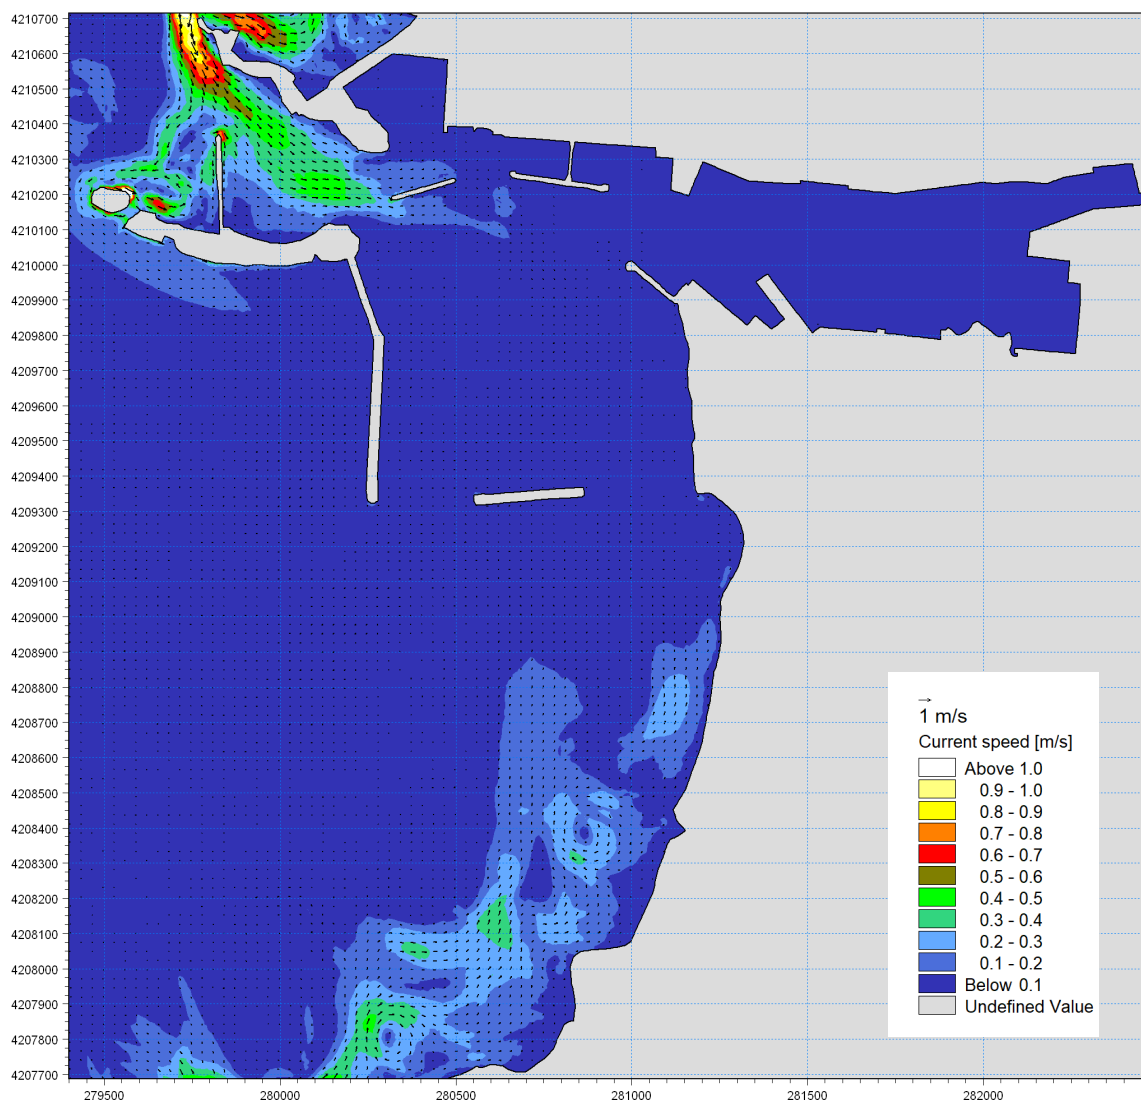 4210700
4210600
4210500
4210400
4210300
4210200
4210100
4210000
4209900
4209800
4209700
4209600
4209500
4209400
4209300
4209200
4209100
4209000
4208900
4208800
4208700
4208600
4208500
4208400
4208300
4208200
4208100
4208000
4207900
4207800
4207700
1 m/s
Current speed [m/s]
Above 1.0
0.9 - 1.0
0.8 - 0.9
0.7 - 0.8
0.6 - 0.7
0.5 - 0.6
0.4 - 0.5
0.3 - 0.4
0.2 - 0.3
0.1 - 0.2
Below 0.1
Undefined Value
279500 280000 280500 281000 281500 282000